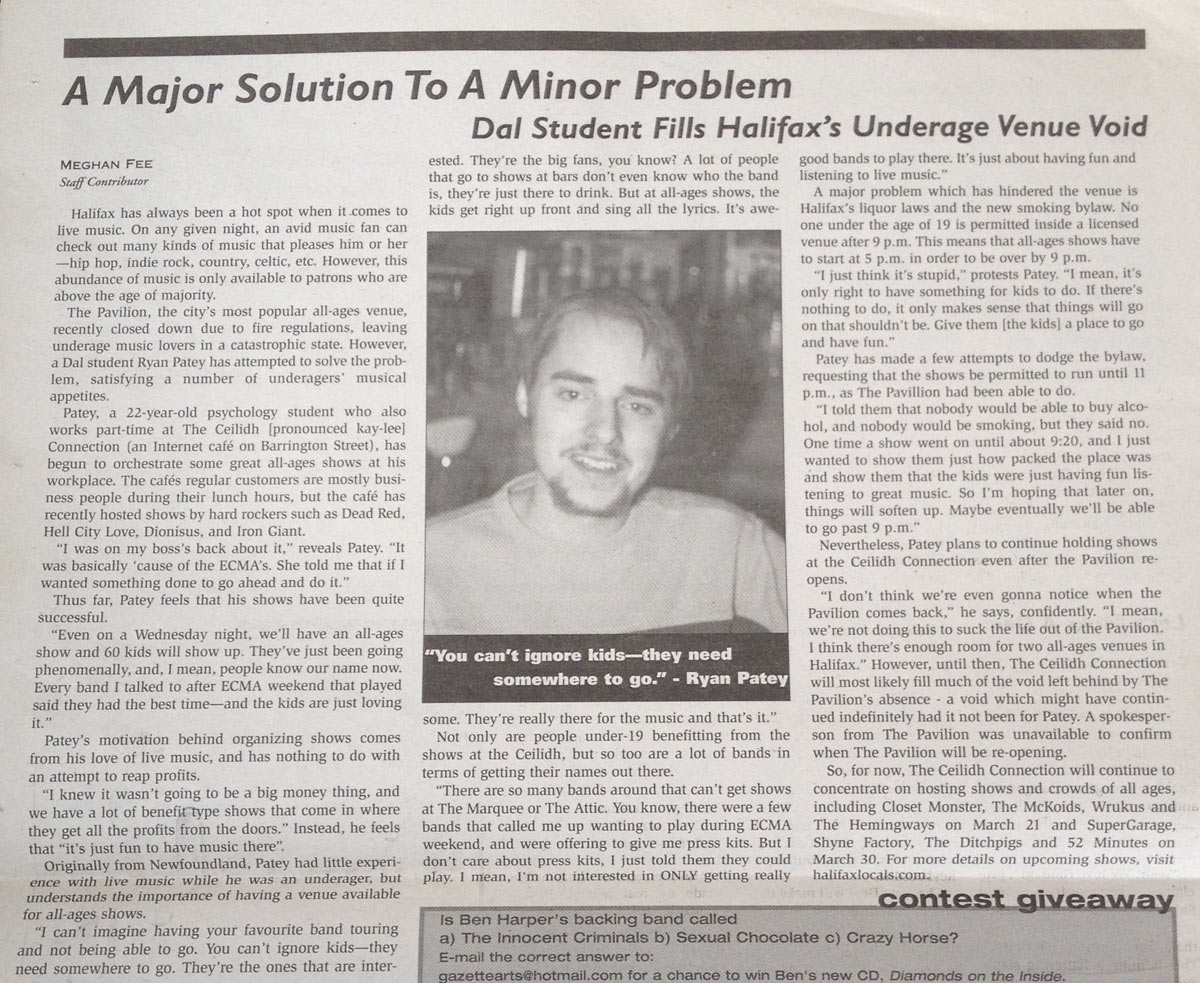 A Major Solution To A Minor Problem
Dal Student Fills Halifax's Underage Venue Void
MEGHAN FEE
Staff Contributor
Halifax has always been a hot spot when it comes to
live music. On any given night, an avid music fan can
check out many kinds of music that pleases him or her
—hip hop, indie rock, country, celtic, etc. However, this
abundance of music is only available to patrons who are
above the age of majority.
The Pavilion, the city's most popular all-ages venue,
recently closed down due to fire regulations, leaving
underage music lovers in a catastrophic state. However,
a Dal student Ryan Patey has attempted to solve the prob-
lem, satisfying a number of underagers' musical
appetites.
Patey, a 22-year-old psychology student who also
works part-time at The Ceilidh [pronounced kay-lee]
Connection (an Internet café on Barrington Street), has
begun to orchestrate some great all-ages shows at his
workplace. The cafés regular customers are mostly busi-
ness people during their lunch hours, but the café has
recently hosted shows by hard rockers such as Dead Red,
Hell City Love, Dionisus, and Iron Giant.
"I was on my boss's back about it," reveals Patey. "It
was basically 'cause of the ECMA's. She told me that if I
wanted something done to go ahead and do it."
Thus far, Patey feels that his shows have been quite
successful.
"Even on a Wednesday night, we'll have an all-ages
show and 60 kids will show up. They've just been going
phenomenally, and, I mean, people know our name now.
Every band I talked to after ECMA weekend that played
said they had the best time—and the kids are just loving
it."
Patey's motivation behind organizing shows comes
from his love of live music, and has nothing to do with
an attempt to reap profits.
"I knew it wasn't going to be a big money thing, and
we have a lot of benefit type shows that come in where
they get all the profits from the doors." Instead, he feels
that "it's just fun to have music there".
Originally from Newfoundland, Patey had little experi-
ence with live music while he was an underager, but
understands the importance of having a venue available
for all-ages shows.
"I can't imagine having your favourite band touring
and not being able to go. You can't ignore kids—they
need somewhere to go. They're the ones that are inter-
ested. They're the big fans, you know? A lot of people
that go to shows at bars don't even know who the band
is, they're just there to drink. But at all-ages shows, the
kids get right up front and sing all the lyrics. It's awe-
"You can't ignore kids—they need
somewhere to go." - Ryan Patey
some. They're really there for the music and that's it."
Not only are people under-19 benefitting from the
shows at the Ceilidh, but so too are a lot of bands in
terms of getting their names out there.
"There are so many bands around that can't get shows
at The Marquee or The Attic. You know, there were a few
bands that called me up wanting to play during ECMA
weekend, and were offering to give me press kits. But I
don't care about press kits, I just told them they could
play. I mean, I'm not interested in ONLY getting really
good bands to play there. It's just about having fun and
listening to live music."
A major problem which has hindered the venue is
Halifax's liquor laws and the new smoking bylaw. No
one under the age of 19 is permitted inside a licensed
venue after 9 p.m. This means that all-ages shows have
to start at 5 p.m. in order to be over by 9 p.m.
"I just think it's stupid," protests Patey. "I mean, it's
only right to have something for kids to do. If there's
nothing to do, it only makes sense that things will go
on that shouldn't be. Give them [the kids] a place to go
and have fun."
Patey has made a few attempts to dodge the bylaw,
requesting that the shows be permitted to run until 11
p.m., as The Pavillion had been able to do.
"I told them that nobody would be able to buy alco-
hol, and nobody would be smoking, but they said no.
One time a show went on until about 9:20, and I just
wanted to show them just how packed the place was
and show them that the kids were just having fun lis-
tening to great music. So I'm hoping that later on,
things will soften up. Maybe eventually we'll be able
to go past 9 p.m."
Nevertheless, Patey plans to continue holding shows
at the Ceilidh Connection even after the Pavilion re-
opens.
"I don't think we're even gonna notice when the
Pavilion comes back," he says, confidently. "I mean,
we're not doing this to suck the life out of the Pavilion.
I think there's enough room for two all-ages venues in
Halifax." However, until then, The Ceilidh Connection
will most likely fill much of the void left behind by The
Pavilion's absence - a void which might have contin-
ued indefinitely had it not been for Patey. A spokesper-
son from The Pavilion was unavailable to confirm
when The Pavilion will be re-opening.
So, for now, The Ceilidh Connection will continue to
concentrate on hosting shows and crowds of all ages,
including Closet Monster, The McKoids, Wrukus and
The Hemingways on March 21 and SuperGarage,
Shyne Factory, The Ditchpigs and 52 Minutes on
March 30. For more details on upcoming shows, visit
halifaxlocals.com.
contest giveaway
Is Ben Harper's backing band called
a) The Innocent Criminals b) Sexual Chocolate c) Crazy Horse?
E-mail the correct answer to:
gazettearts@hotmail.com for a chance to win Ben's new CD, Diamonds on the Inside.